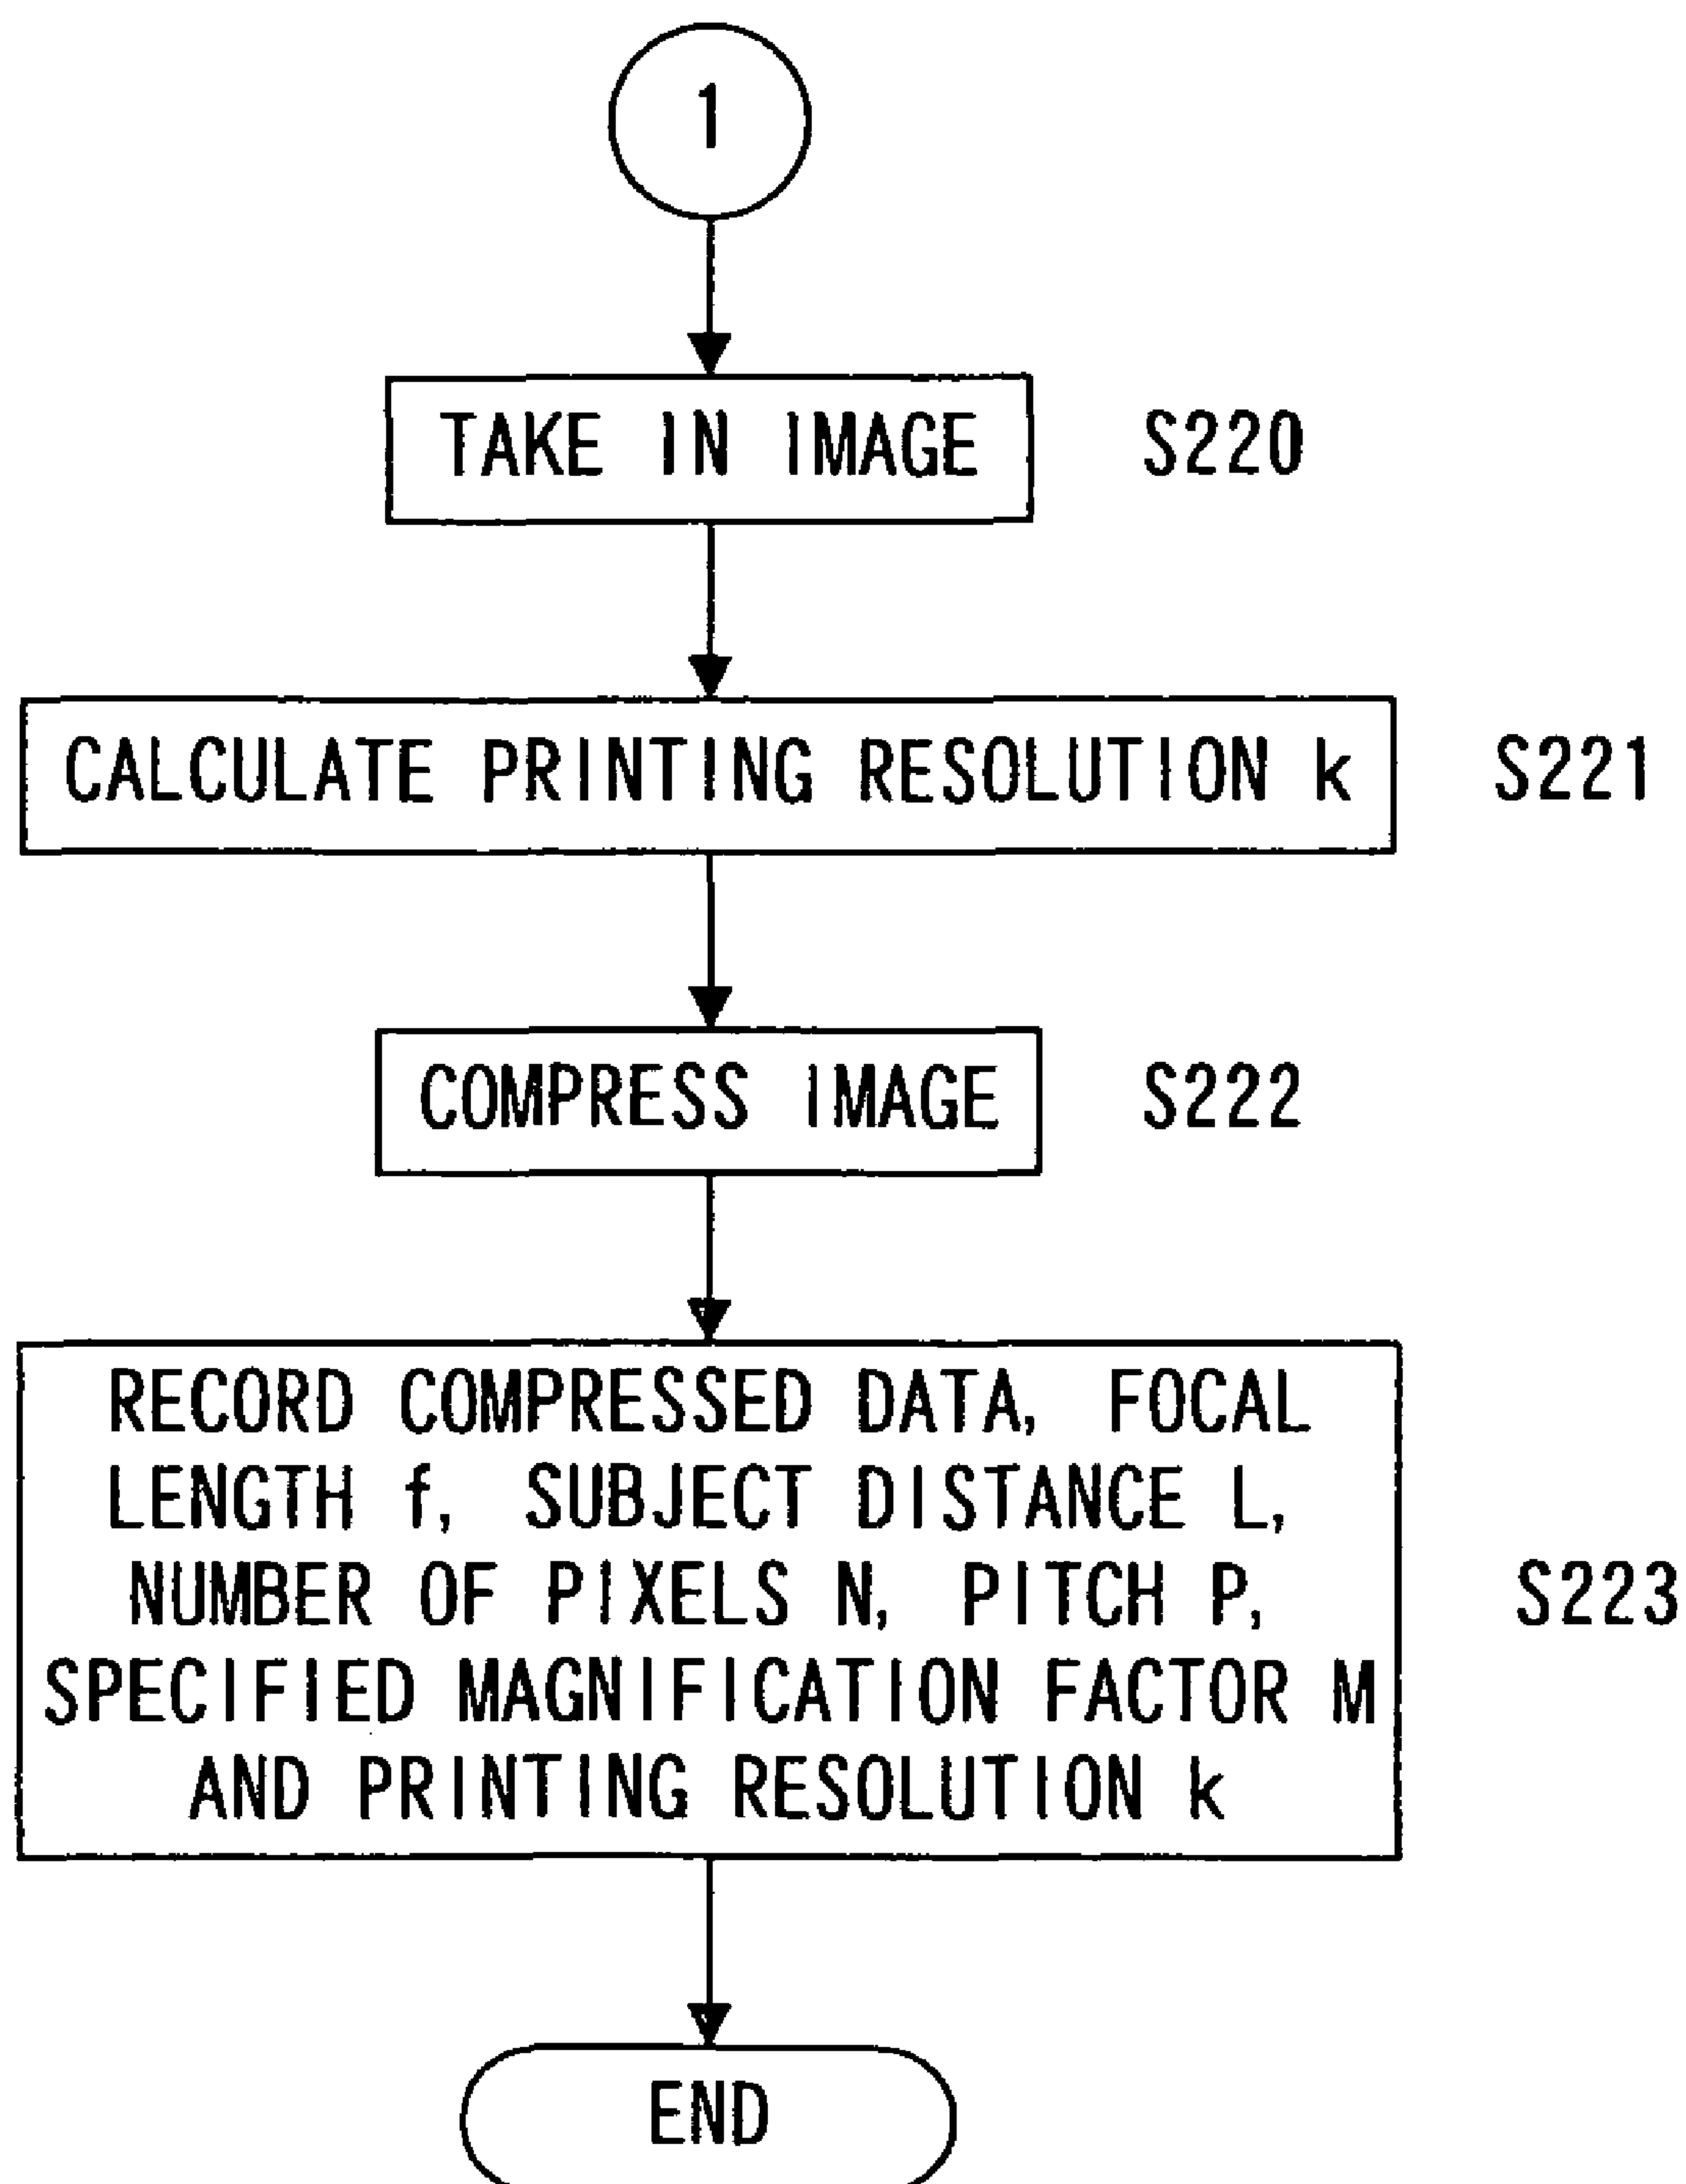 1
TAKE IN IMAGE S220
CALCULATE PRINTING RESOLUTION k S221
COMPRESS IMAGE S222
RECORD COMPRESSED DATA, FOCAL
LENGTH f, SUBJECT DISTANCE L,
NUMBER OF PIXELS N, PITCH P, S223
SPECIFIED MAGNIFICATION FACTOR M
AND PRINTING RESOLUTION k
END